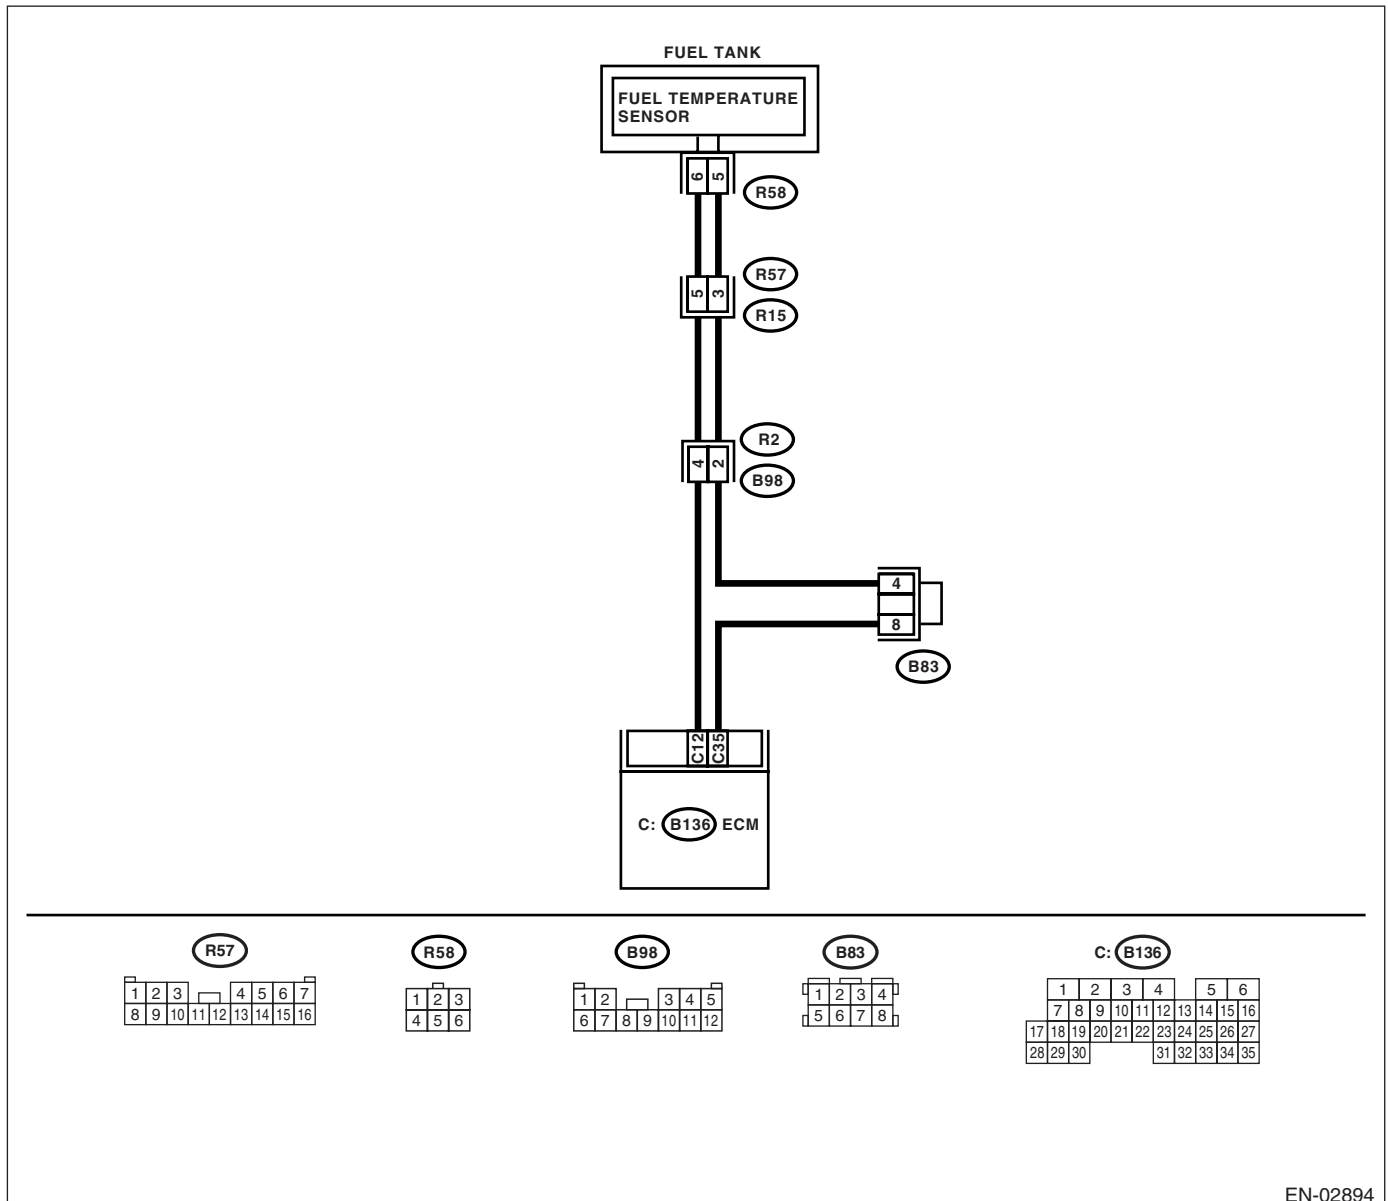 FUEL TANK
FUEL TEMPERATURE
SENSOR
6 5
R58
R57
5 3
R15
R2
4 2
B98
4
8
B83
C12 C35
C: B136 ECM
R57
R58
B98
B83
C: B136
1 2 3 4 5 6 7
8 9 10 11 12 13 14 15 16
1 2 3
4 5 6
1 2 3 4 5
6 7 8 9 10 11 12
1 2 3 4
5 6 7 8
1 2 3 4 5 6
7 8 9 10 11 12 13 14 15 16
17 18 19 20 21 22 23 24 25 26 27
28 29 30 31 32 33 34 35
EN-02894